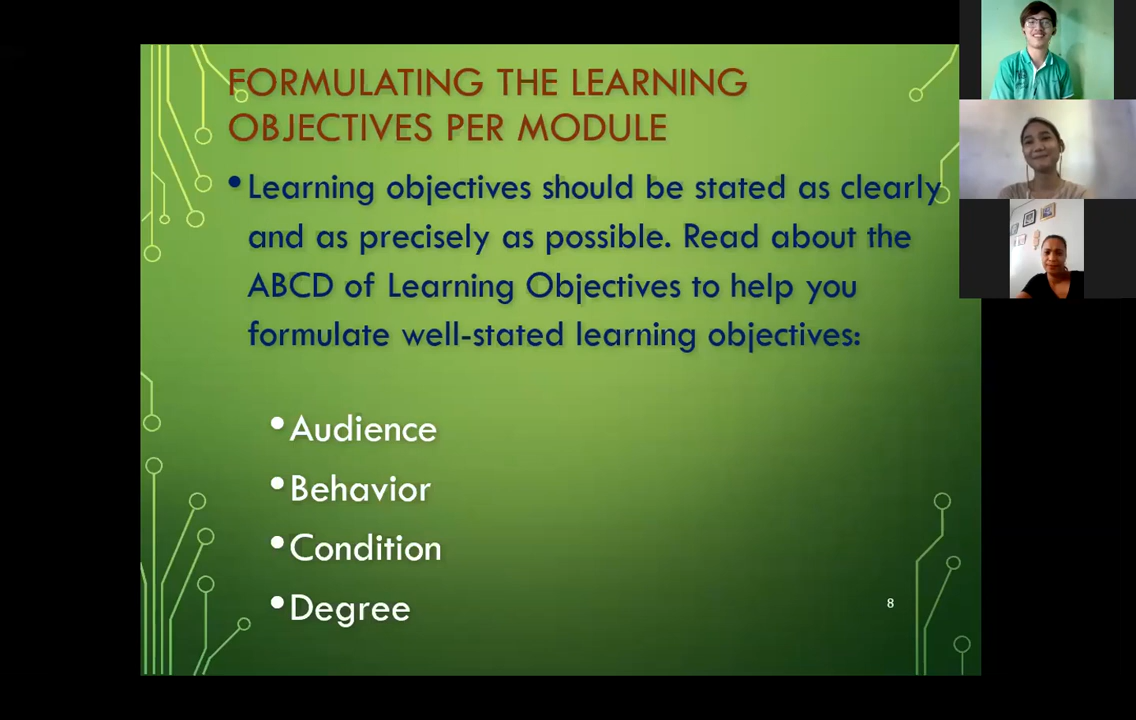 FORMULATING THE LEARNING
OBJECTIVES PER MODULE
•Learning objectives should be stated as clearly
and as precisely as possible. Read about the
ABCD of Learning Objectives to help you
formulate well-stated learning objectives:
•Audience
•Behavior
•Condition
•Degree
8